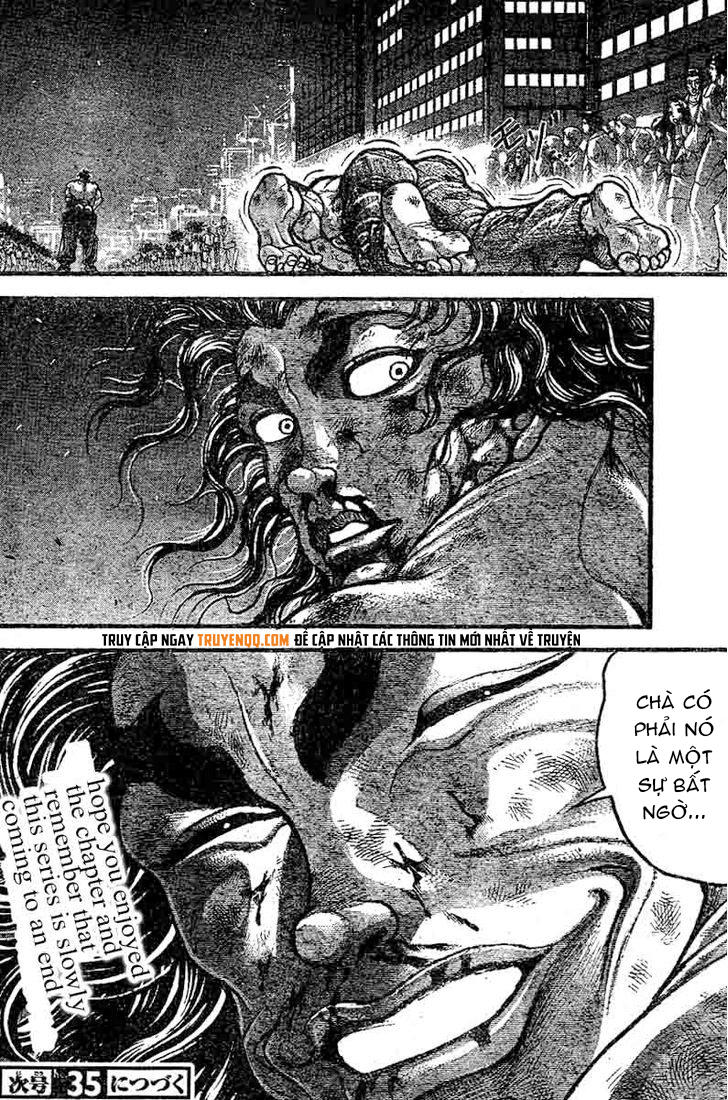 モゾ
TRUY CẬP NGAY TRUYENQQ.COM ĐỂ CẬP NHẬT CÁC THÔNG TIN MỚI NHẤT VỀ TRUYỆN
CHÀ CÓ
PHẢI NÓ
LÀ MỘT
SỰ BẤT
NGỜ...
hope you enjoyed
the chapter and
remember that
this series is slowly
coming to an end
次号 35 につづく